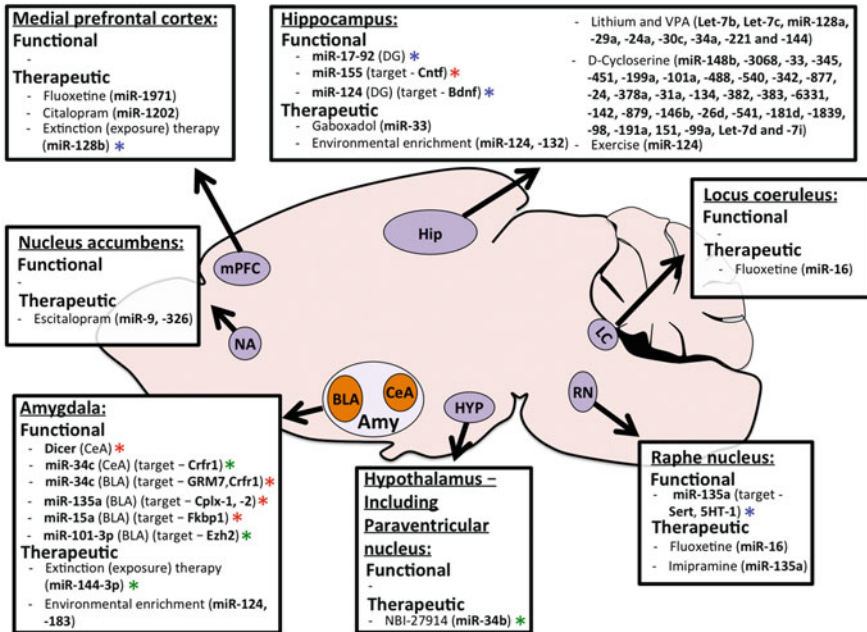 Medial prefrontal cortex:
Functional
-
Therapeutic
- Fluoxetine (miR-1971)
- Citalopram (miR-1202)
- Extinction (exposure) therapy
(miR-128b) *
Hippocampus:
Functional
- miR-17-92 (DG) *
- miR-155 (target - Cntf) *
- miR-124 (DG) (target - Bdnf) *
Therapeutic
- Gaboxadol (miR-33)
- Environmental enrichment (miR-124, -132)
- Lithium and VPA (Let-7b, Let-7c, miR-128a,
-29a, -24a, -30c, -34a, -221 and -144)
- D-Cycloserine (miR-148b, -3068, -33, -345,
-451, -199a, -101a, -488, -540, -342, -877,
-24, -378a, -31a, -134, -382, -383, -6331,
-142, -879, -146b, -26d, -541, -181d, -1839,
-98, -191a, 151, -99a, Let-7d and -7i)
- Exercise (miR-124)
Locus coeruleus:
Functional
-
Therapeutic
- Fluoxetine (miR-16)
Nucleus accumbens:
Functional
-
Therapeutic
- Escitalopram (miR-9, -326)
mPFC
Hip
NA
LC
BLA
CeA
Amy
HYP
RN
Amygdala:
Functional
- Dicer (CeA) *
- miR-34c (CeA) (target – Crfr1) *
- miR-34c (BLA) (target – GRM7,Crfr1) *
- miR-135a (BLA) (target – Cplx-1, -2) *
- miR-15a (BLA) (target – Fkbp1) *
- miR-101-3p (BLA) (target – Ezh2) *
Therapeutic
- Extinction (exposure) therapy
(miR-144-3p) *
- Environmental enrichment (miR-124,
-183)
Hypothalamus –
Including
Paraventricular
nucleus:
Functional
-
Therapeutic
- NBI-27914 (miR-34b) *
Raphe nucleus:
Functional
- miR-135a (target -
Sert, 5HT-1) *
Therapeutic
- Fluoxetine (miR-16)
- Imipramine (miR-135a)